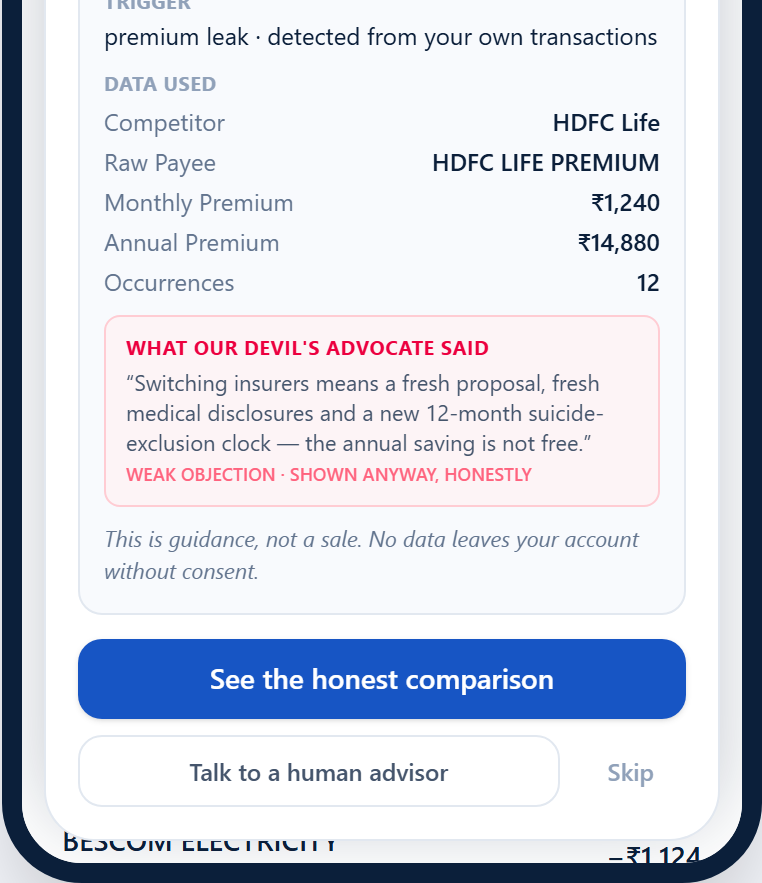 TRIGGER
premium leak · detected from your own transactions
DATA USED
Competitor HDFC Life
Raw Payee HDFC LIFE PREMIUM
Monthly Premium ₹1,240
Annual Premium ₹14,880
Occurrences 12
WHAT OUR DEVIL'S ADVOCATE SAID
“Switching insurers means a fresh proposal, fresh
medical disclosures and a new 12-month suicide-
exclusion clock — the annual saving is not free.”
WEAK OBJECTION · SHOWN ANYWAY, HONESTLY
This is guidance, not a sale. No data leaves your account
without consent.
See the honest comparison
Talk to a human advisor Skip
BESCOM ELECTRICITY
−₹1,124